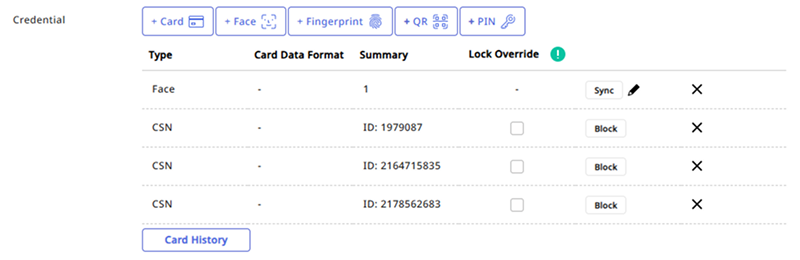 Credential
+ Card + Face + Fingerprint + QR + PIN
Type Card Data Format Summary Lock Override !
Face - 1 - Sync
CSN - ID: 1979087 Block
CSN - ID: 2164715835 Block
CSN - ID: 2178562683 Block
Card History